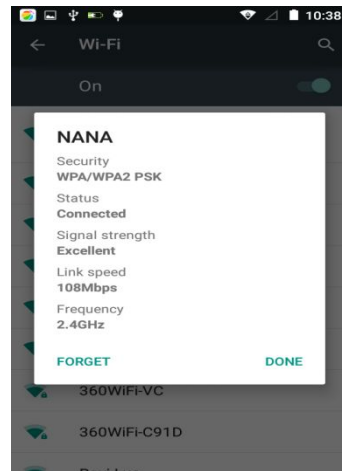 10:38
Wi-Fi
On
NANA
Security
WPA/WPA2 PSK
Status
Connected
Signal strength
Excellent
Link speed
108Mbps
Frequency
2.4GHz
FORGET DONE
360WiFi-VC
360WiFi-C91D